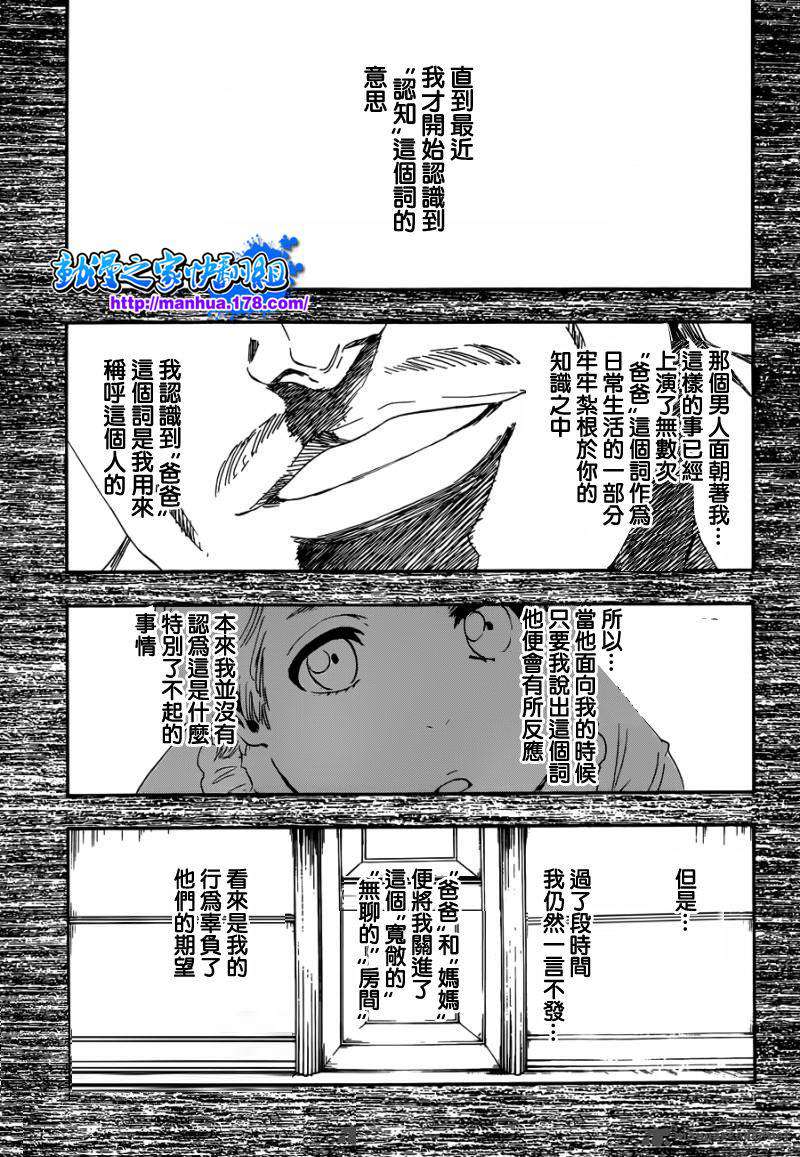 直到最近
我才開始認識到
“認知”這個詞的
意思
動漫之家快翻組
http://manhua.178.com/
那個男人面朝著我…
這樣的事已經
上演了無數次
“爸爸”這個詞作爲
日常生活的一部分
牢牢紮根於你的
知識之中
我認識到“爸爸”
這個詞是我用來
稱呼這個人的
所以…
當他面向我的時候
只要我說出這個詞
他便會有所反應
本來我並沒有
認爲這是什麼
特別了不起的
事情
但是…
過了段時間
我仍然一言不發…
“爸爸”和“媽媽”
便將我關進了
這個“寬敞的”
“無聊的”房間”
看來是我的
行爲辜負了
他們的期望